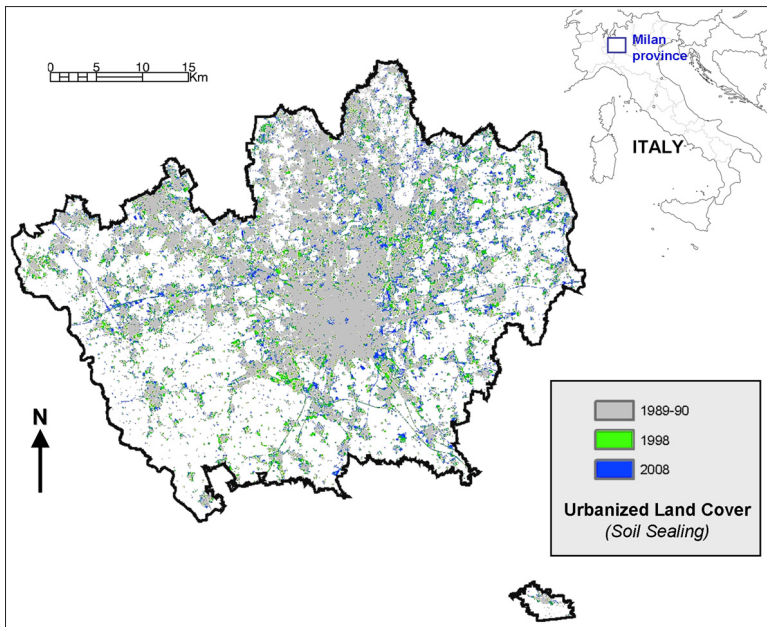 0 5 10 15
Km
Milan
province
ITALY
N
1989-90
1998
2008
Urbanized Land Cover
(Soil Sealing)